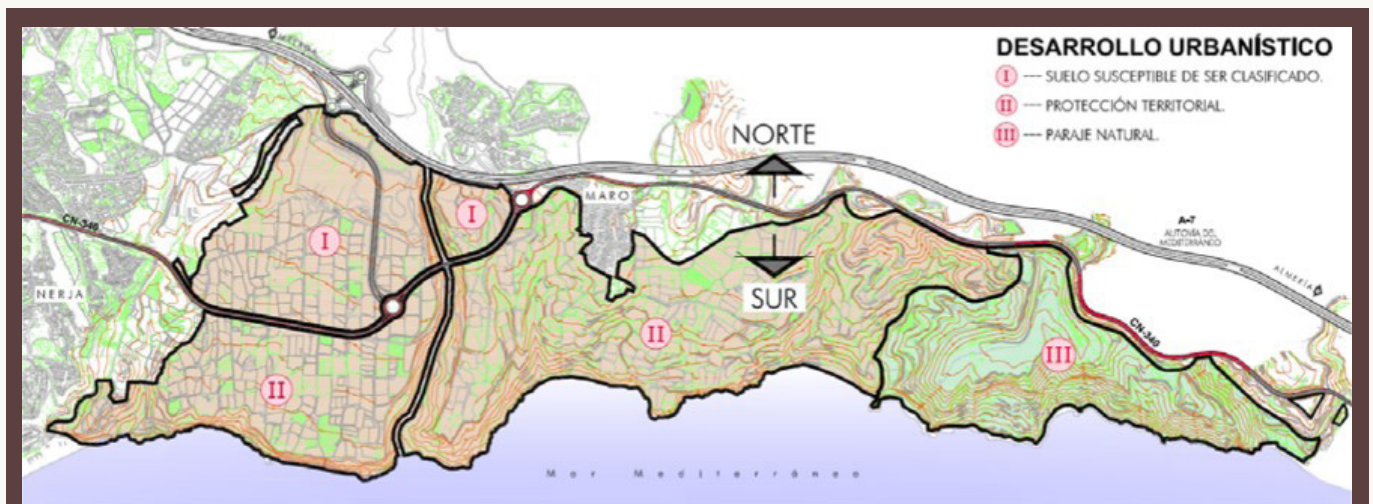 DESARROLLO URBANÍSTICO
I --- SUELO SUSCEPTIBLE DE SER CLASIFICADO.
II --- PROTECCIÓN TERRITORIAL.
III --- PARAJE NATURAL.
MÁLAGA
NORTE
MARO
I
I
A-7
AUTOVÍA DEL
MEDITERRÁNEO
CN-340
ALMERÍA
NERJA
SUR
II
III
CN-340
II
Mar Mediterráneo